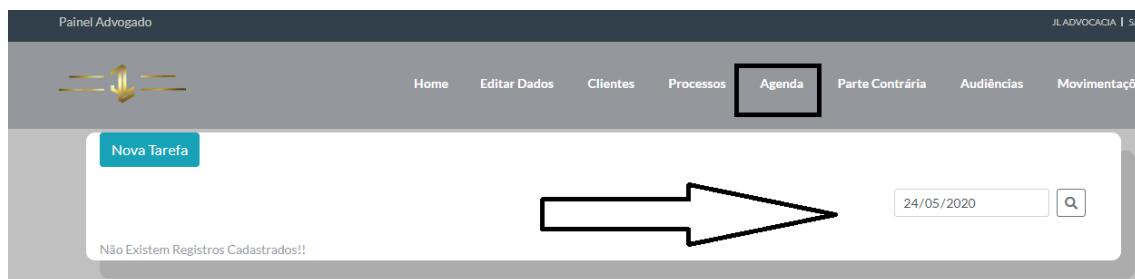 Painel Advogado
JL ADVOCACIA |
Home Editar Dados Clientes Processos Agenda Parte Contrária Audiências
Nova Tarefa
24/05/2020
Não Existem Registros Cadastrados!!